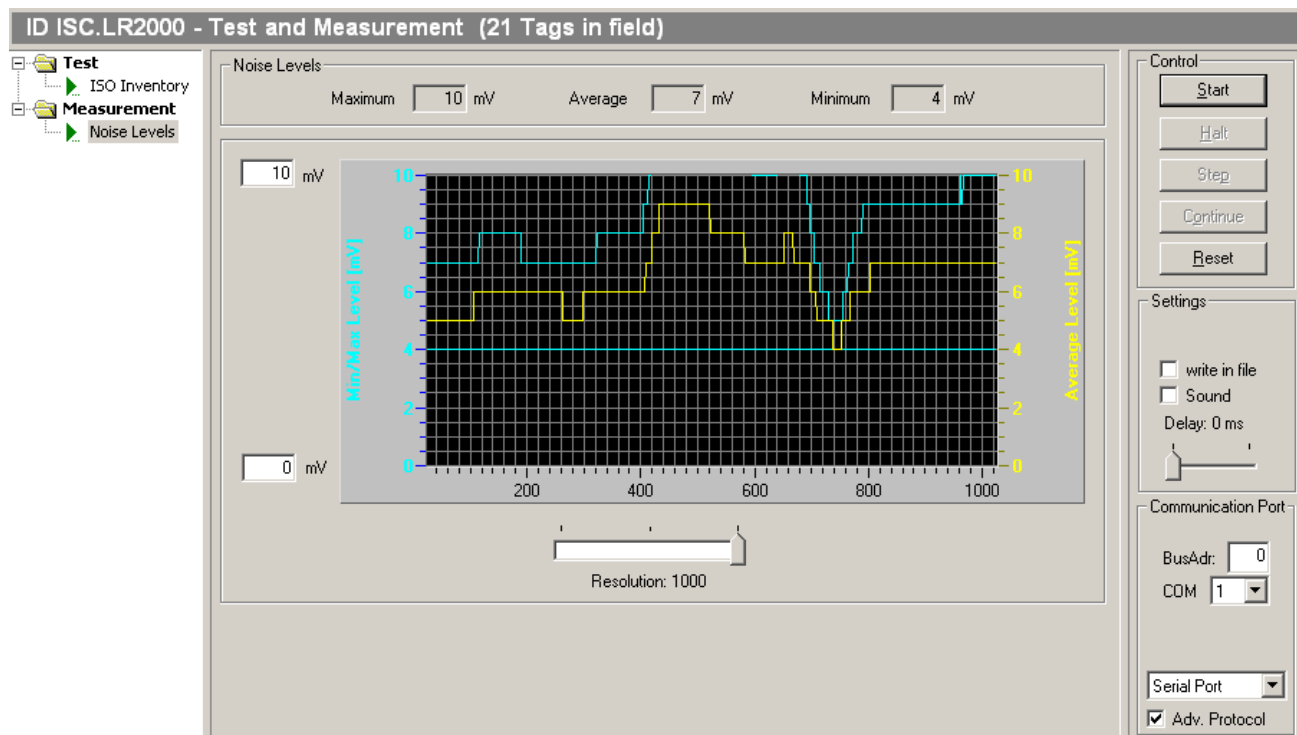 ID ISC.LR2000 - Test and Measurement (21 Tags in field)
Test
ISO Inventory
Measurement
Noise Levels
Noise Levels
Maximum 10 mV Average 7 mV Minimum 4 mV
10 mV
0 mV
Min/Max Level [mV]
10
8
6
4
2
0
10
8
6
4
2
0
Average Level [mV]
200 400 600 800 1000
Resolution: 1000
Control
Start
Halt
Step
Continue
Reset
Settings
write in file
Sound
Delay: 0 ms
Communication Port
BusAdr: 0
COM 1
Serial Port
Adv. Protocol